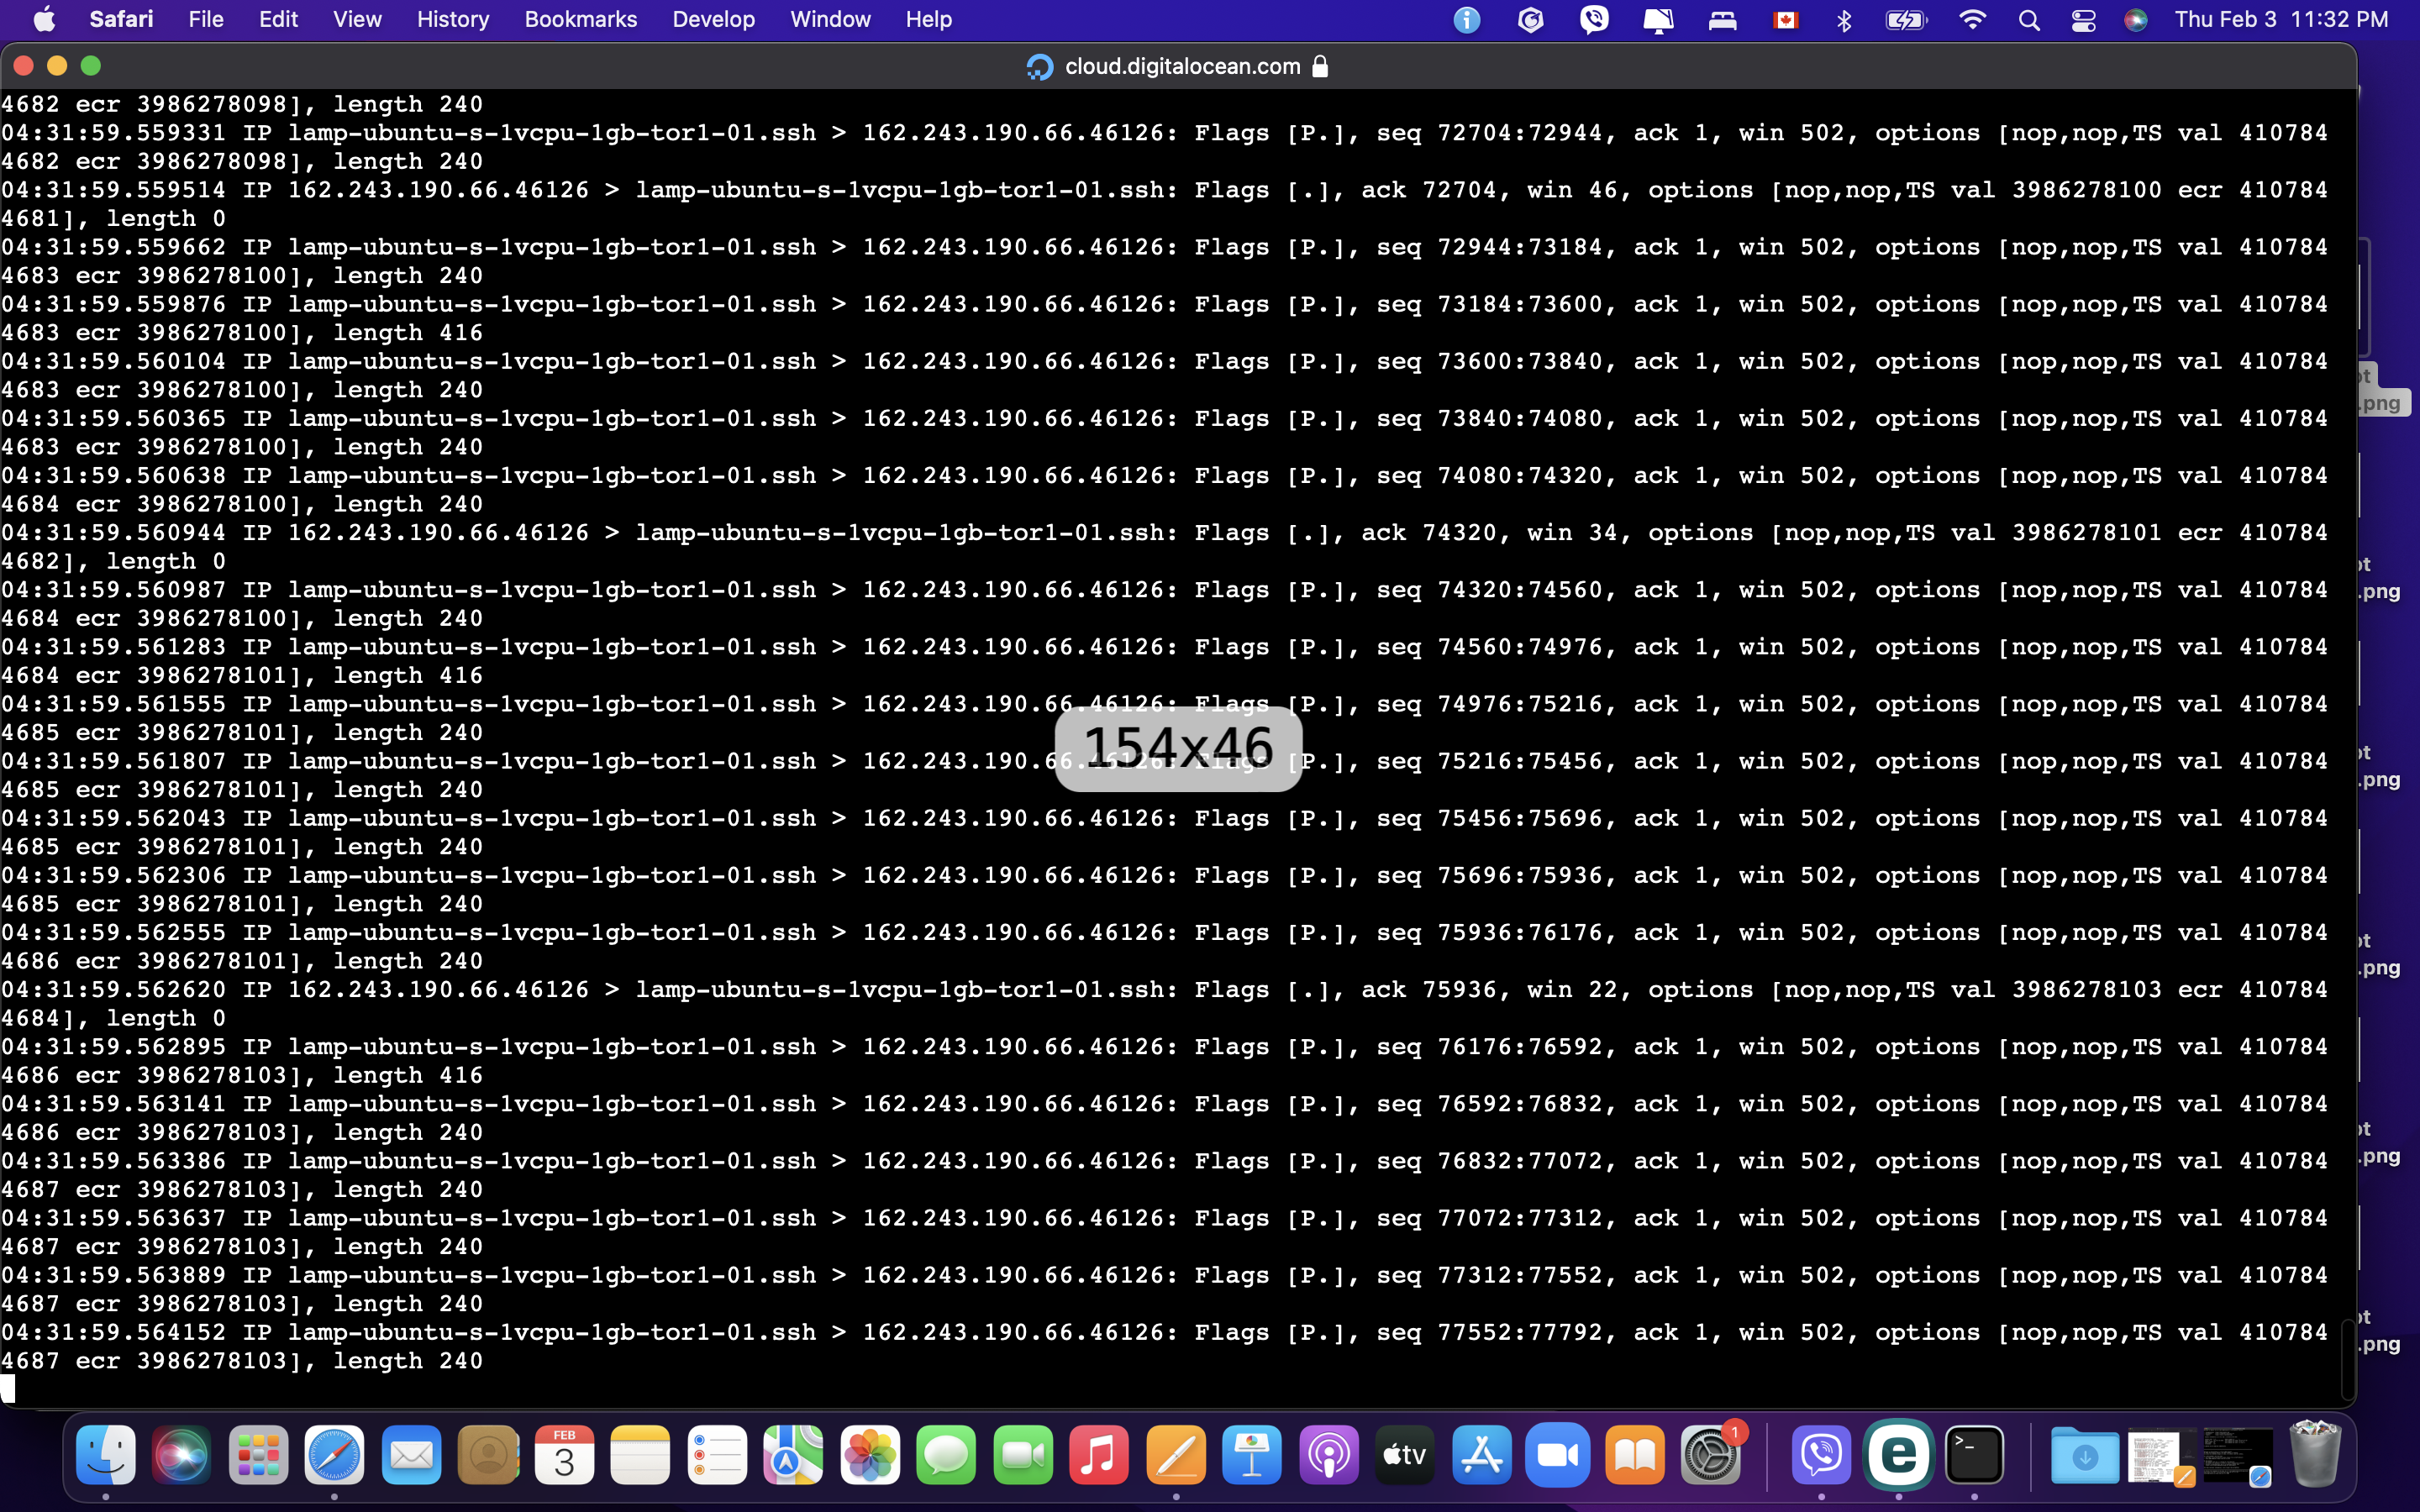 Safari File Edit View History Bookmarks Develop Window Help Thu Feb 3 11:32 PM
cloud.digitalocean.com
4682 ecr 3986278098], length 240
04:31:59.559331 IP lamp-ubuntu-s-1vcpu-1gb-tor1-01.ssh > 162.243.190.66.46126: Flags [P.], seq 72704:72944, ack 1, win 502, options [nop,nop,TS val 410784
4682 ecr 3986278098], length 240
04:31:59.559514 IP 162.243.190.66.46126 > lamp-ubuntu-s-1vcpu-1gb-tor1-01.ssh: Flags [.], ack 72704, win 46, options [nop,nop,TS val 3986278100 ecr 410784
4681], length 0
04:31:59.559662 IP lamp-ubuntu-s-1vcpu-1gb-tor1-01.ssh > 162.243.190.66.46126: Flags [P.], seq 72944:73184, ack 1, win 502, options [nop,nop,TS val 410784
4683 ecr 3986278100], length 240
04:31:59.559876 IP lamp-ubuntu-s-1vcpu-1gb-tor1-01.ssh > 162.243.190.66.46126: Flags [P.], seq 73184:73600, ack 1, win 502, options [nop,nop,TS val 410784
4683 ecr 3986278100], length 416
04:31:59.560104 IP lamp-ubuntu-s-1vcpu-1gb-tor1-01.ssh > 162.243.190.66.46126: Flags [P.], seq 73600:73840, ack 1, win 502, options [nop,nop,TS val 410784
4683 ecr 3986278100], length 240
04:31:59.560365 IP lamp-ubuntu-s-1vcpu-1gb-tor1-01.ssh > 162.243.190.66.46126: Flags [P.], seq 73840:74080, ack 1, win 502, options [nop,nop,TS val 410784
4683 ecr 3986278100], length 240
04:31:59.560638 IP lamp-ubuntu-s-1vcpu-1gb-tor1-01.ssh > 162.243.190.66.46126: Flags [P.], seq 74080:74320, ack 1, win 502, options [nop,nop,TS val 410784
4684 ecr 3986278100], length 240
04:31:59.560944 IP 162.243.190.66.46126 > lamp-ubuntu-s-1vcpu-1gb-tor1-01.ssh: Flags [.], ack 74320, win 34, options [nop,nop,TS val 3986278101 ecr 410784
4682], length 0
04:31:59.560987 IP lamp-ubuntu-s-1vcpu-1gb-tor1-01.ssh > 162.243.190.66.46126: Flags [P.], seq 74320:74560, ack 1, win 502, options [nop,nop,TS val 410784
4684 ecr 3986278100], length 240
04:31:59.561283 IP lamp-ubuntu-s-1vcpu-1gb-tor1-01.ssh > 162.243.190.66.46126: Flags [P.], seq 74560:74976, ack 1, win 502, options [nop,nop,TS val 410784
4684 ecr 3986278101], length 416
04:31:59.561555 IP lamp-ubuntu-s-1vcpu-1gb-tor1-01.ssh > 162.243.190.66.46126: Flags [P.], seq 74976:75216, ack 1, win 502, options [nop,nop,TS val 410784
4685 ecr 3986278101], length 240
154x46
04:31:59.561807 IP lamp-ubuntu-s-1vcpu-1gb-tor1-01.ssh > 162.243.190.66.46126: Flags [P.], seq 75216:75456, ack 1, win 502, options [nop,nop,TS val 410784
4685 ecr 3986278101], length 240
04:31:59.562043 IP lamp-ubuntu-s-1vcpu-1gb-tor1-01.ssh > 162.243.190.66.46126: Flags [P.], seq 75456:75696, ack 1, win 502, options [nop,nop,TS val 410784
4685 ecr 3986278101], length 240
04:31:59.562306 IP lamp-ubuntu-s-1vcpu-1gb-tor1-01.ssh > 162.243.190.66.46126: Flags [P.], seq 75696:75936, ack 1, win 502, options [nop,nop,TS val 410784
4685 ecr 3986278101], length 240
04:31:59.562555 IP lamp-ubuntu-s-1vcpu-1gb-tor1-01.ssh > 162.243.190.66.46126: Flags [P.], seq 75936:76176, ack 1, win 502, options [nop,nop,TS val 410784
4686 ecr 3986278101], length 240
04:31:59.562620 IP 162.243.190.66.46126 > lamp-ubuntu-s-1vcpu-1gb-tor1-01.ssh: Flags [.], ack 75936, win 22, options [nop,nop,TS val 3986278103 ecr 410784
4684], length 0
04:31:59.562895 IP lamp-ubuntu-s-1vcpu-1gb-tor1-01.ssh > 162.243.190.66.46126: Flags [P.], seq 76176:76592, ack 1, win 502, options [nop,nop,TS val 410784
4686 ecr 3986278103], length 416
04:31:59.563141 IP lamp-ubuntu-s-1vcpu-1gb-tor1-01.ssh > 162.243.190.66.46126: Flags [P.], seq 76592:76832, ack 1, win 502, options [nop,nop,TS val 410784
4686 ecr 3986278103], length 240
04:31:59.563386 IP lamp-ubuntu-s-1vcpu-1gb-tor1-01.ssh > 162.243.190.66.46126: Flags [P.], seq 76832:77072, ack 1, win 502, options [nop,nop,TS val 410784
4687 ecr 3986278103], length 240
04:31:59.563637 IP lamp-ubuntu-s-1vcpu-1gb-tor1-01.ssh > 162.243.190.66.46126: Flags [P.], seq 77072:77312, ack 1, win 502, options [nop,nop,TS val 410784
4687 ecr 3986278103], length 240
04:31:59.563889 IP lamp-ubuntu-s-1vcpu-1gb-tor1-01.ssh > 162.243.190.66.46126: Flags [P.], seq 77312:77552, ack 1, win 502, options [nop,nop,TS val 410784
4687 ecr 3986278103], length 240
04:31:59.564152 IP lamp-ubuntu-s-1vcpu-1gb-tor1-01.ssh > 162.243.190.66.46126: Flags [P.], seq 77552:77792, ack 1, win 502, options [nop,nop,TS val 410784
4687 ecr 3986278103], length 240
.png
.png
.png
.png
.png
.png
FEB
3
tv
1